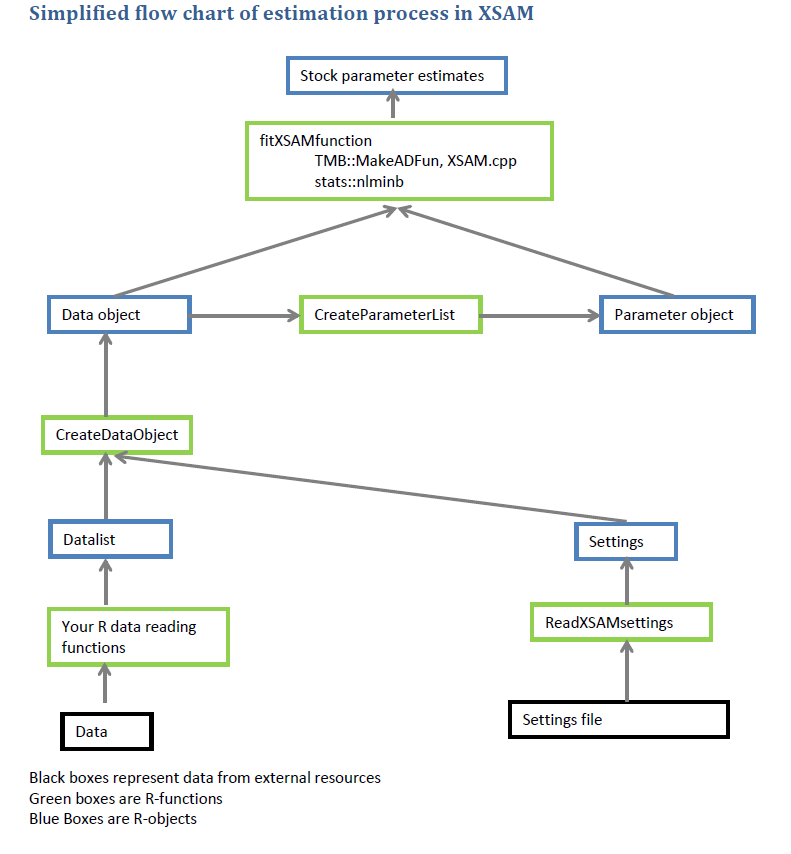 Simplified flow chart of estimation process in XSAM
Stock parameter estimates
fitXSAMfunction
TMB::MakeADFun, XSAM.cpp
stats::nlminb
Data object
CreateParameterList
Parameter object
CreateDataObject
Datalist
Settings
Your R data reading
functions
ReadXSAMsettings
Data
Settings file
Black boxes represent data from external resources
Green boxes are R-functions
Blue Boxes are R-objects